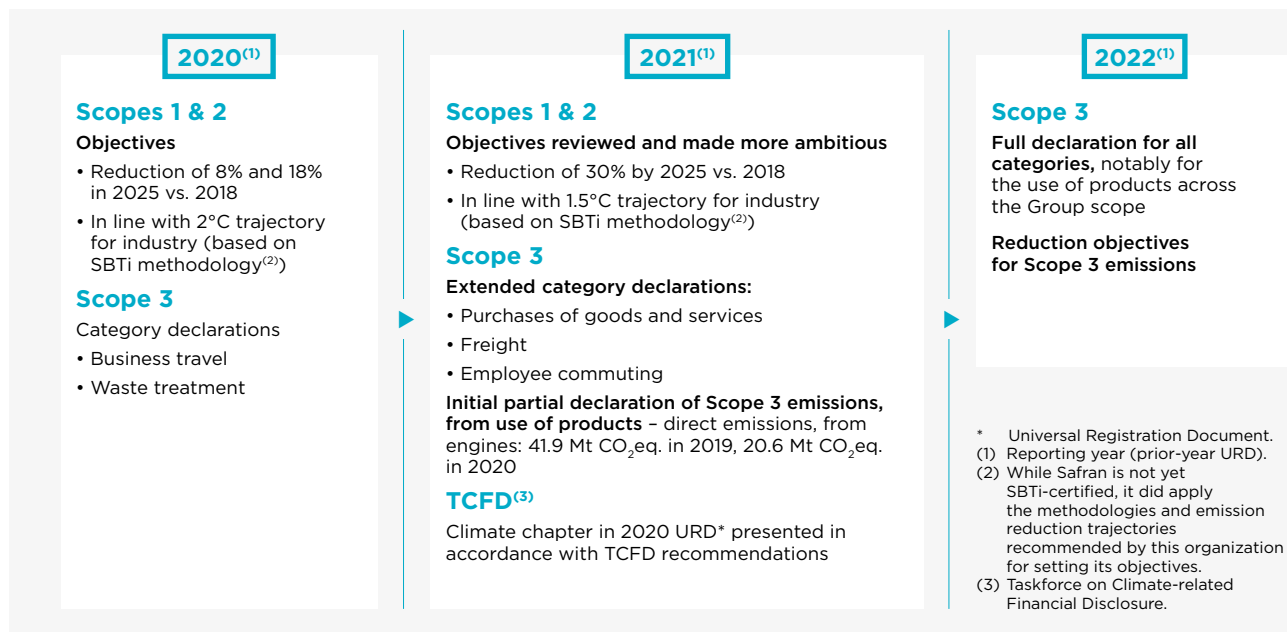 2020(1)
Scopes 1 & 2
Objectives
• Reduction of 8% and 18%
in 2025 vs. 2018
• In line with 2°C trajectory
for industry (based on
SBTi methodology(2))
Scope 3
Category declarations
• Business travel
• Waste treatment
2021(1)
Scopes 1 & 2
Objectives reviewed and made more ambitious
• Reduction of 30% by 2025 vs. 2018
• In line with 1.5°C trajectory for industry
(based on SBTi methodology(2))
Scope 3
Extended category declarations:
• Purchases of goods and services
• Freight
• Employee commuting
Initial partial declaration of Scope 3 emissions,
from use of products – direct emissions, from
engines: 41.9 Mt CO2eq. in 2019, 20.6 Mt CO2eq.
in 2020
TCFD(3)
Climate chapter in 2020 URD* presented in
accordance with TCFD recommendations
2022(1)
Scope 3
Full declaration for all
categories, notably for
the use of products across
the Group scope
Reduction objectives
for Scope 3 emissions
* Universal Registration Document.
(1) Reporting year (prior-year URD).
(2) While Safran is not yet
SBTi-certified, it did apply
the methodologies and emission
reduction trajectories
recommended by this organization
for setting its objectives.
(3) Taskforce on Climate-related
Financial Disclosure.